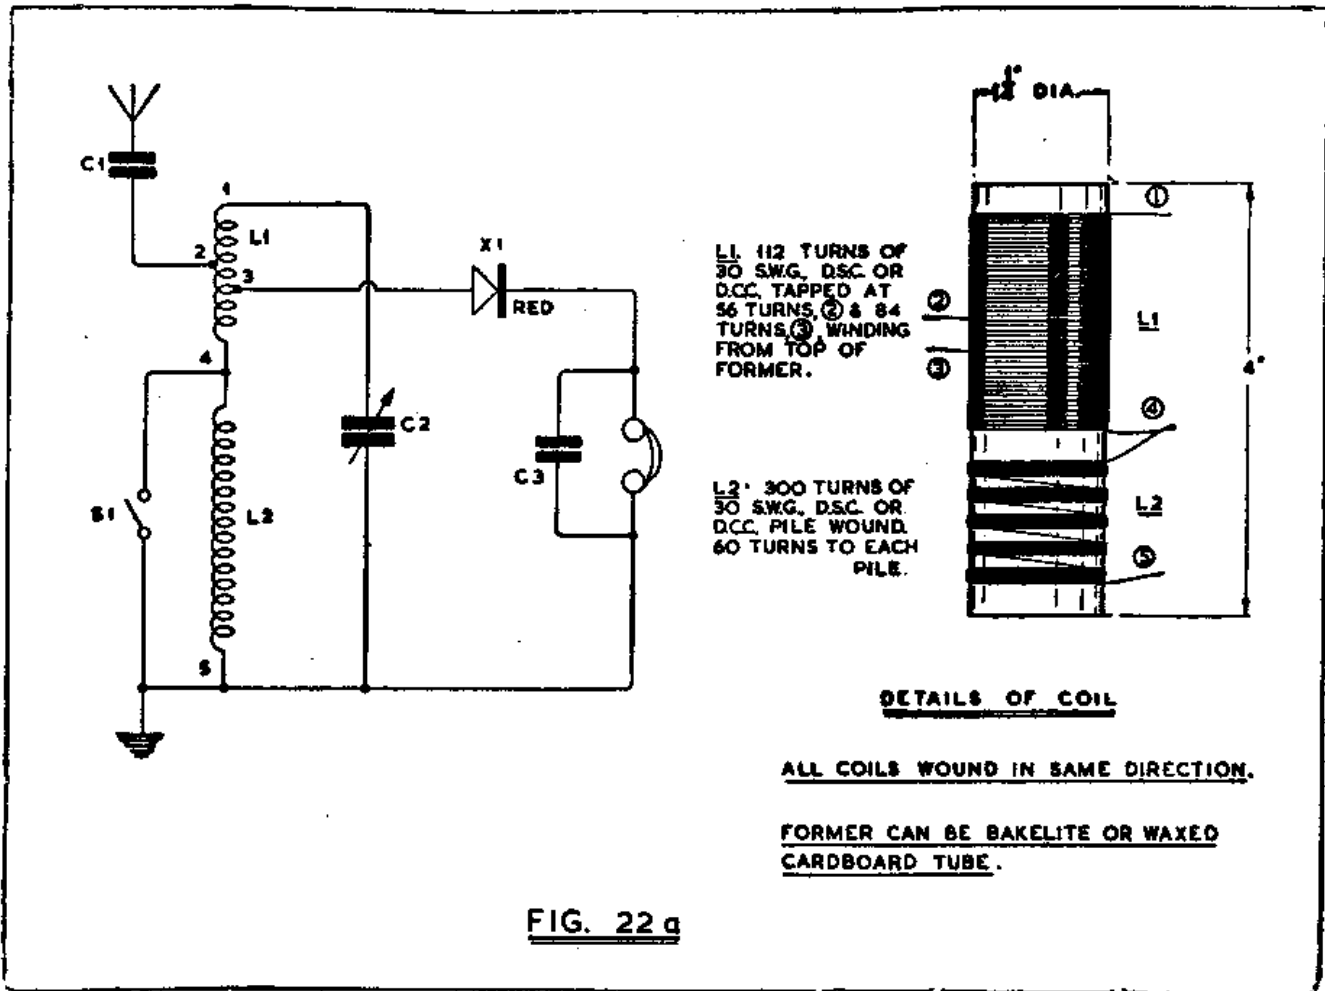 C1
1
L1
2
3
X1
RED
4
C2
C3
S1
L2
5
DIA.
①
L1. 112 TURNS OF
30 S.W.G., D.S.C. OR
D.C.C, TAPPED AT
56 TURNS, ② & 84
TURNS, ③, WINDING
FROM TOP OF
FORMER.
②
③
L1
4"
④
L2. 300 TURNS OF
30 S.W.G., D.S.C. OR
D.C.C, PILE WOUND.
60 TURNS TO EACH
PILE.
L2
⑤
DETAILS OF COIL
ALL COILS WOUND IN SAME DIRECTION.
FORMER CAN BE BAKELITE OR WAXED
CARDBOARD TUBE.
FIG. 22 a